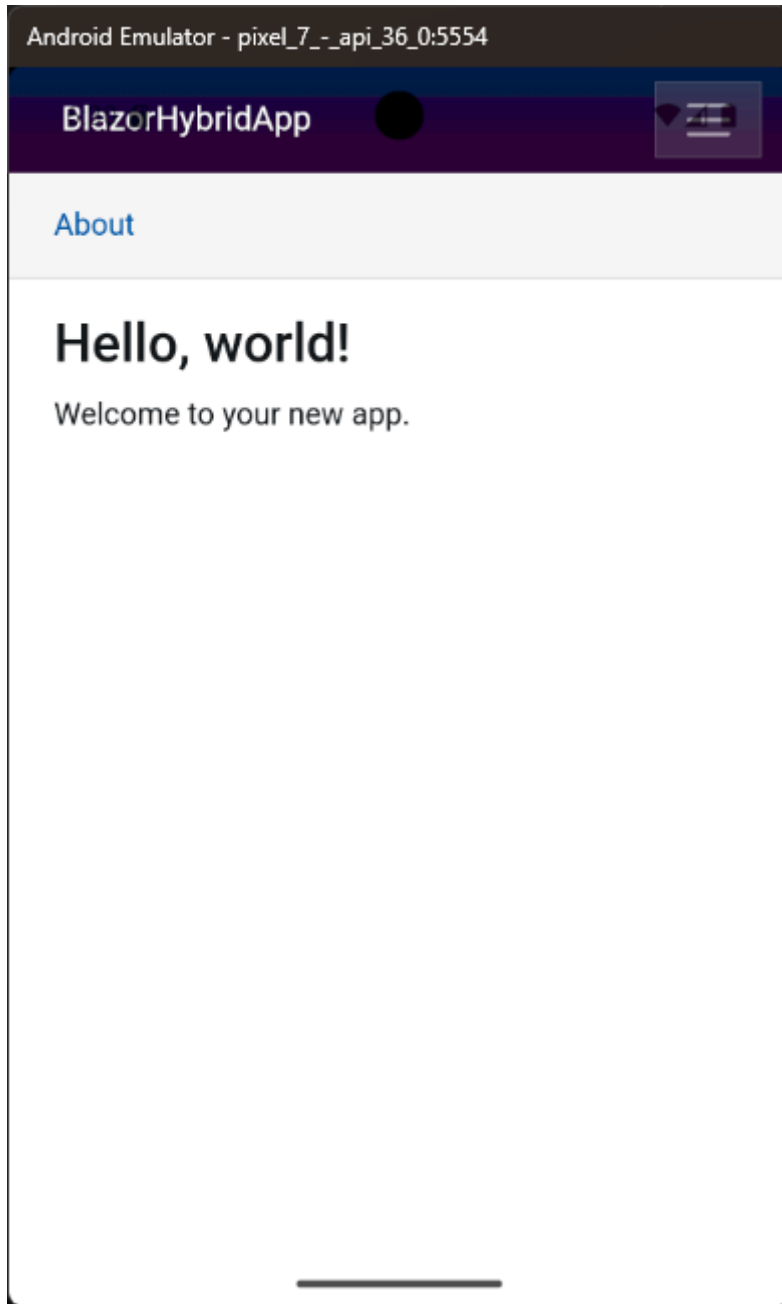 Android Emulator - pixel_7_-_api_36_0:5554
BlazorHybridApp
About
Hello, world!
Welcome to your new app.